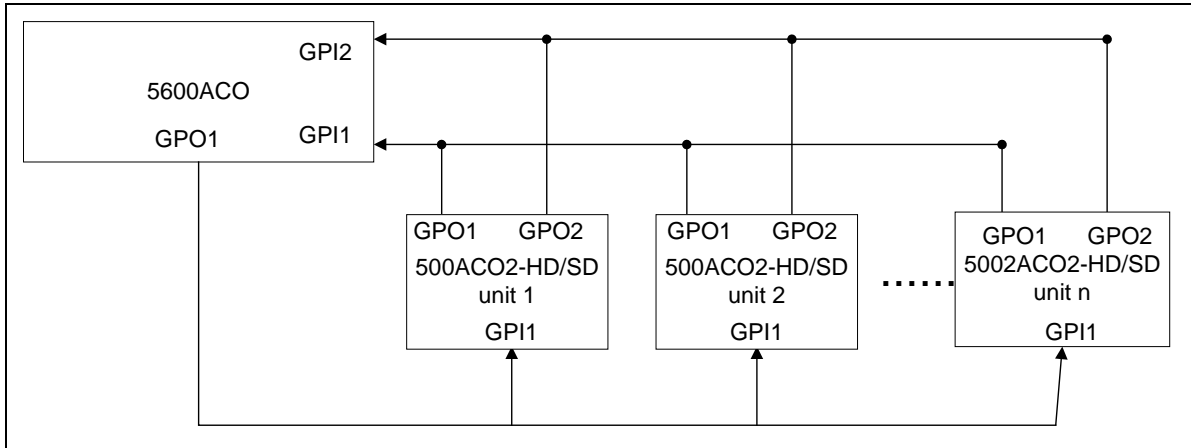 GPI2
5600ACO
GPO1 GPI1
GPO1 GPO2
500ACO2-HD/SD
unit 1
GPI1
GPO1 GPO2
500ACO2-HD/SD
unit 2
GPI1
......
GPO1 GPO2
5002ACO2-HD/SD
unit n
GPI1